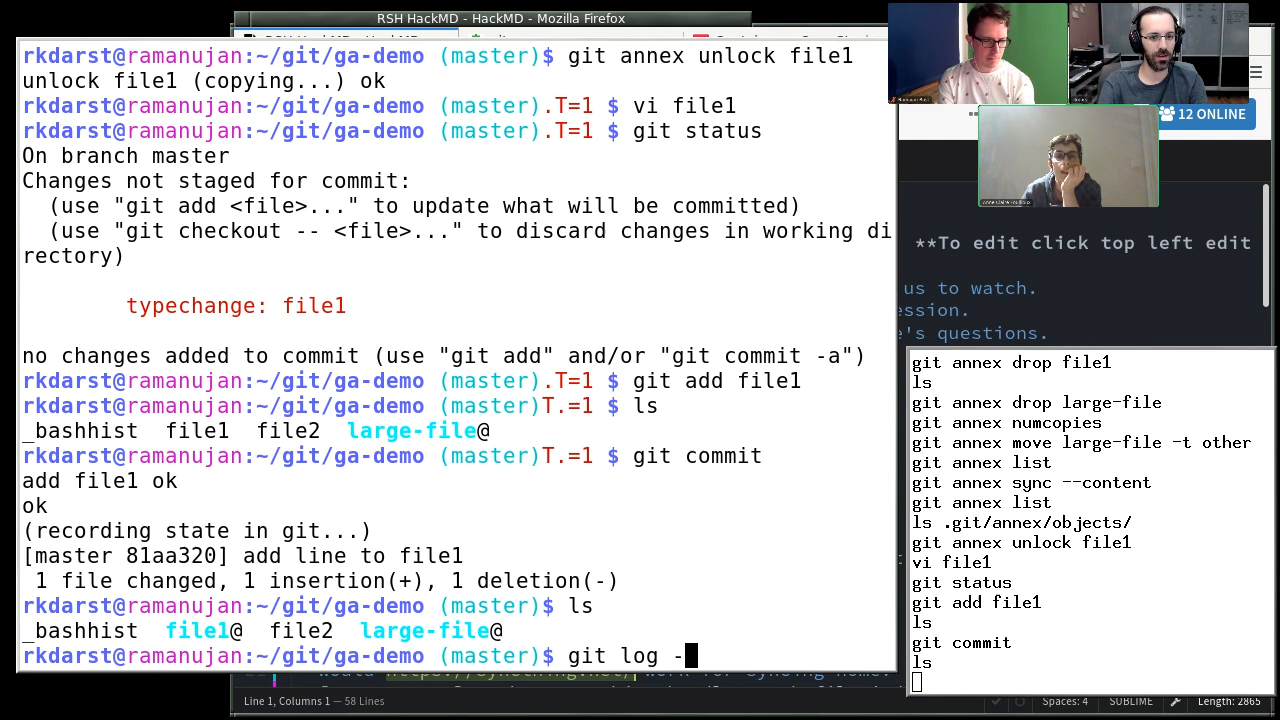 RSH HackMD - HackMD - Mozilla Firefox
rkdarst@ramanujan:~/git/ga-demo (master)$ git annex unlock file1
unlock file1 (copying...) ok
rkdarst@ramanujan:~/git/ga-demo (master).T=1 $ vi file1
rkdarst@ramanujan:~/git/ga-demo (master).T=1 $ git status
On branch master
Changes not staged for commit:
  (use "git add <file>..." to update what will be committed)
  (use "git checkout -- <file>..." to discard changes in working di
rectory)
        typechange: file1
no changes added to commit (use "git add" and/or "git commit -a")
rkdarst@ramanujan:~/git/ga-demo (master).T=1 $ git add file1
rkdarst@ramanujan:~/git/ga-demo (master)T.=1 $ ls
_bashhist  file1  file2  large-file@
rkdarst@ramanujan:~/git/ga-demo (master)T.=1 $ git commit
add file1 ok
ok
(recording state in git...)
[master 81aa320] add line to file1
 1 file changed, 1 insertion(+), 1 deletion(-)
rkdarst@ramanujan:~/git/ga-demo (master)$ ls
_bashhist  file1@  file2  large-file@
rkdarst@ramanujan:~/git/ga-demo (master)$ git log -
12 ONLINE
**To edit click top left edit
us to watch.
ession.
e's questions.
git annex drop file1
ls
git annex drop large-file
git annex numcopies
git annex move large-file -t other
git annex list
git annex sync --content
git annex list
ls .git/annex/objects/
git annex unlock file1
vi file1
git status
git add file1
ls
git commit
ls
Line 1, Columns 1 — 58 Lines
Spaces: 4
SUBLIME
Length: 2865